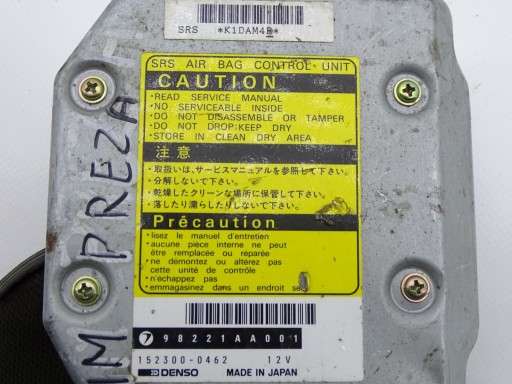 SRS *K1DAM4E*
SRS AIR BAG CONTROL UNIT
CAUTION
•READ SERVICE MANUAL
•NO SERVICEABLE INSIDE
•DO NOT DISASSEMBLE OR TAMPER
•DO NOT DROP:KEEP DRY
•STORE IN CLEAN DRY AREA
注意
•取扱いは、サービスマニュアルを参照して下さい。
•分解しないで下さい。
•乾燥したクリーンな場所に保管して下さい。
•落したり濡らしたりしないで下さい。
Précaution
•lisez le manuel d'entretien
•aucune pièce interne ne peut
être remplacée ou réparée
•ne démontez ou altérez pas
cette unité de contrôle
•n'échappez pas
•emmagasinez dans un endroit sec
7 98221AA001
152300-0462 12V
DENSO MADE IN JAPAN
IM PREZA